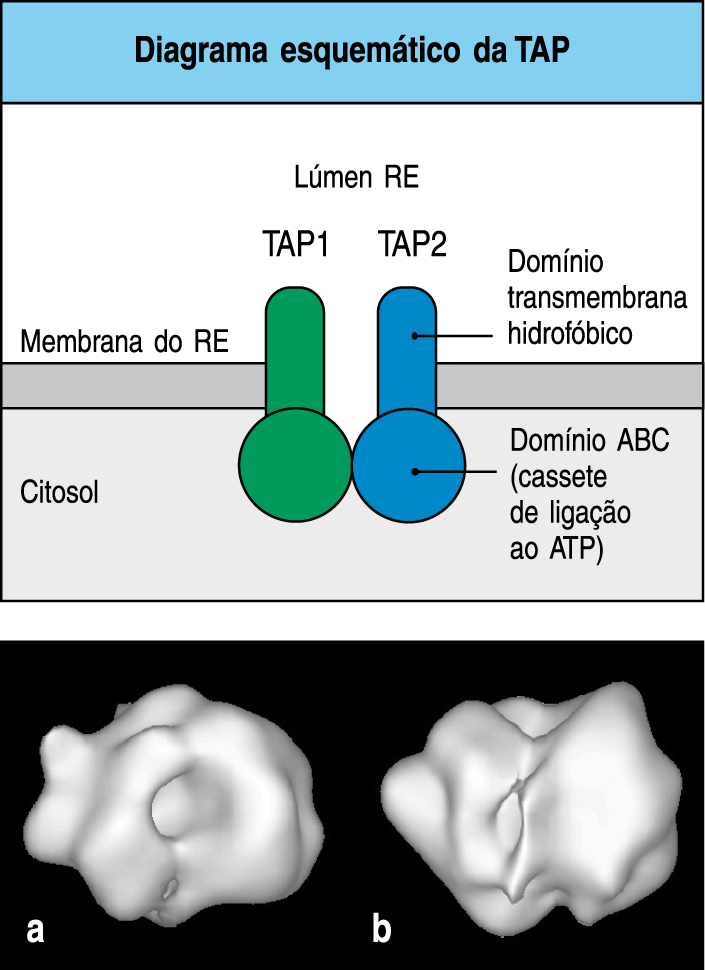 Diagrama esquemático da TAP
Lúmen RE
TAP1 TAP2
Domínio
transmembrana
hidrofóbico
Membrana do RE
Domínio ABC
(cassete
de ligação
ao ATP)
Citosol
a b